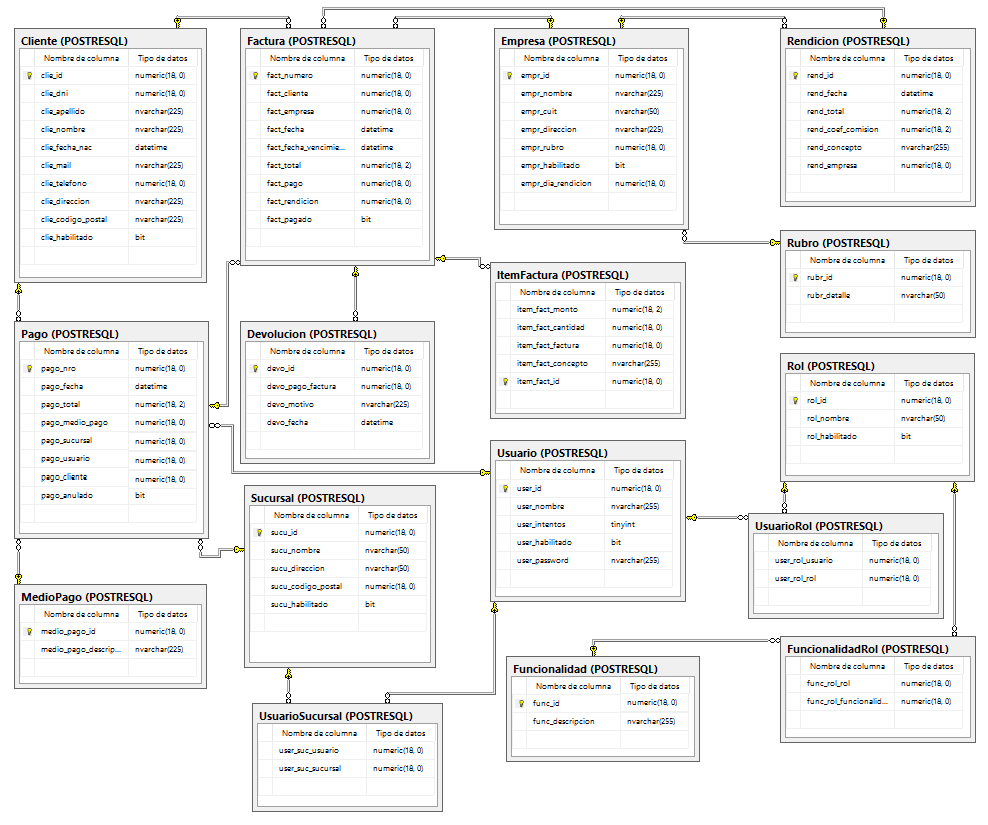 Cliente (POSTRESQL)
Nombre de columna Tipo de datos
clie_id numeric(18, 0)
clie_dni numeric(18, 0)
clie_apellido nvarchar(225)
clie_nombre nvarchar(225)
clie_fecha_nac datetime
clie_mail nvarchar(225)
clie_telefono numeric(18, 0)
clie_direccion nvarchar(225)
clie_codigo_postal nvarchar(225)
clie_habilitado bit
Factura (POSTRESQL)
Nombre de columna Tipo de datos
fact_numero numeric(18, 0)
fact_cliente numeric(18, 0)
fact_empresa numeric(18, 0)
fact_fecha datetime
fact_fecha_vencimie... datetime
fact_total numeric(18, 2)
fact_pago numeric(18, 0)
fact_rendicion numeric(18, 0)
fact_pagado bit
Empresa (POSTRESQL)
Nombre de columna Tipo de datos
empr_id numeric(18, 0)
empr_nombre nvarchar(225)
empr_cuit nvarchar(50)
empr_direccion nvarchar(225)
empr_rubro numeric(18, 0)
empr_habilitado bit
empr_dia_rendicion numeric(18, 0)
Rendicion (POSTRESQL)
Nombre de columna Tipo de datos
rend_id numeric(18, 0)
rend_fecha datetime
rend_total numeric(18, 2)
rend_coef_comision numeric(18, 2)
rend_concepto nvarchar(255)
rend_empresa numeric(18, 0)
Rubro (POSTRESQL)
Nombre de columna Tipo de datos
rubr_id numeric(18, 0)
rubr_detalle nvarchar(50)
ItemFactura (POSTRESQL)
Nombre de columna Tipo de datos
item_fact_monto numeric(18, 2)
item_fact_cantidad numeric(18, 0)
item_fact_factura numeric(18, 0)
item_fact_concepto nvarchar(255)
item_fact_id numeric(18, 0)
Pago (POSTRESQL)
Nombre de columna Tipo de datos
pago_nro numeric(18, 0)
pago_fecha datetime
pago_total numeric(18, 2)
pago_medio_pago numeric(18, 0)
pago_sucursal numeric(18, 0)
pago_usuario numeric(18, 0)
pago_cliente numeric(18, 0)
pago_anulado bit
Devolucion (POSTRESQL)
Nombre de columna Tipo de datos
devo_id numeric(18, 0)
devo_pago_factura numeric(18, 0)
devo_motivo nvarchar(225)
devo_fecha datetime
Rol (POSTRESQL)
Nombre de columna Tipo de datos
rol_id numeric(18, 0)
rol_nombre nvarchar(50)
rol_habilitado bit
Usuario (POSTRESQL)
Nombre de columna Tipo de datos
user_id numeric(18, 0)
user_nombre nvarchar(255)
user_intentos tinyint
user_habilitado bit
user_password nvarchar(255)
Sucursal (POSTRESQL)
Nombre de columna Tipo de datos
sucu_id numeric(18, 0)
sucu_nombre nvarchar(50)
sucu_direccion nvarchar(50)
sucu_codigo_postal numeric(18, 0)
sucu_habilitado bit
UsuarioRol (POSTRESQL)
Nombre de columna Tipo de datos
user_rol_usuario numeric(18, 0)
user_rol_rol numeric(18, 0)
MedioPago (POSTRESQL)
Nombre de columna Tipo de datos
medio_pago_id numeric(18, 0)
medio_pago_descrip... nvarchar(225)
Funcionalidad (POSTRESQL)
Nombre de columna Tipo de datos
func_id numeric(18, 0)
func_descripcion nvarchar(255)
FuncionalidadRol (POSTRESQL)
Nombre de columna Tipo de datos
func_rol_rol numeric(18, 0)
func_rol_funcionalid... numeric(18, 0)
UsuarioSucursal (POSTRESQL)
Nombre de columna Tipo de datos
user_suc_usuario numeric(18, 0)
user_suc_sucursal numeric(18, 0)